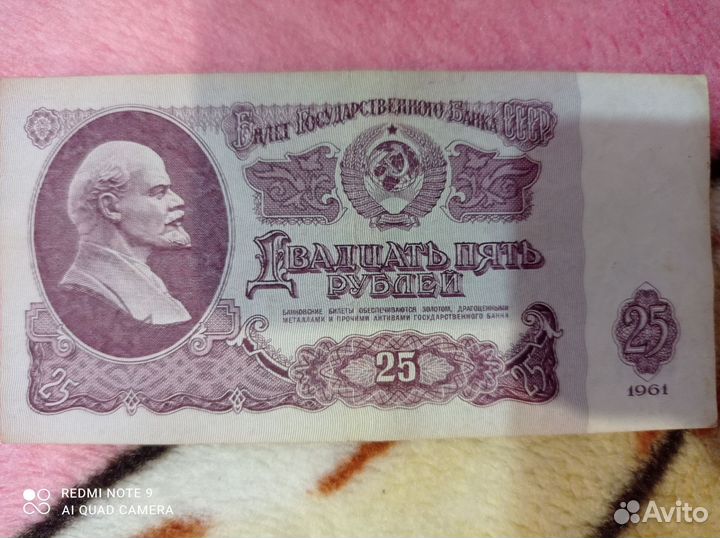 Билет Государственного Банка СССР
Двадцать пять
рублей
Банковские билеты обеспечиваются золотом, драгоценными
металлами и прочими активами Государственного банка
25
25
25
25
1961
REDMI NOTE 9
AI QUAD CAMERA
Avito